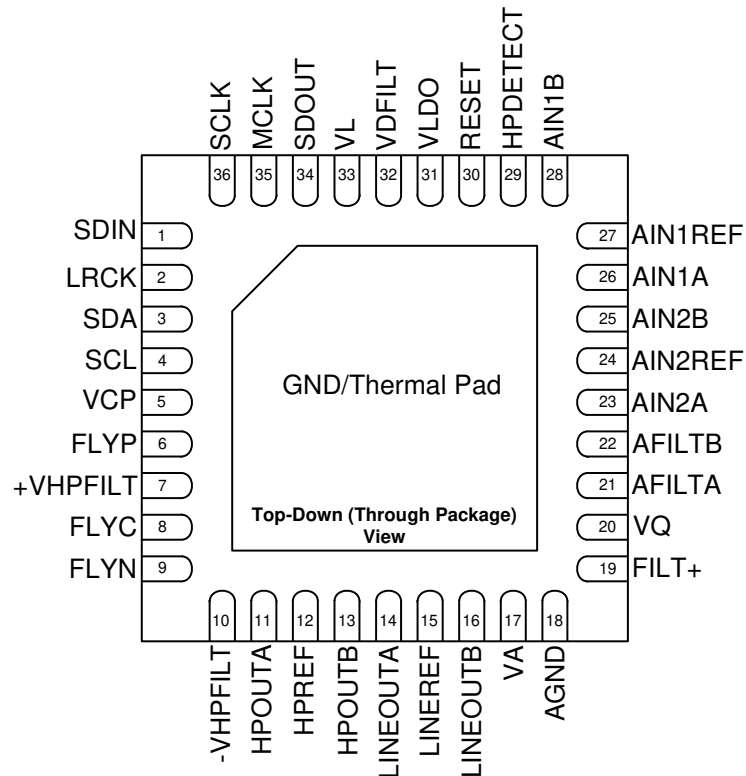 SCLK
MCLK
SDOUT
VL
VDFILT
VLDO
RESET
HPDETECT
AIN1B
36
35
34
33
32
31
30
29
28
SDIN 1
LRCK 2
SDA 3
SCL 4
VCP 5
FLYP 6
+VHPFILT 7
FLYC 8
FLYN 9
27 AIN1REF
26 AIN1A
25 AIN2B
24 AIN2REF
23 AIN2A
22 AFILTB
21 AFILTA
20 VQ
19 FILT+
GND/Thermal Pad
Top-Down (Through Package)
View
10
11
12
13
14
15
16
17
18
-VHPFILT
HPOUTA
HPREF
HPOUTB
LINEOUTA
LINEREF
LINEOUTB
VA
AGND